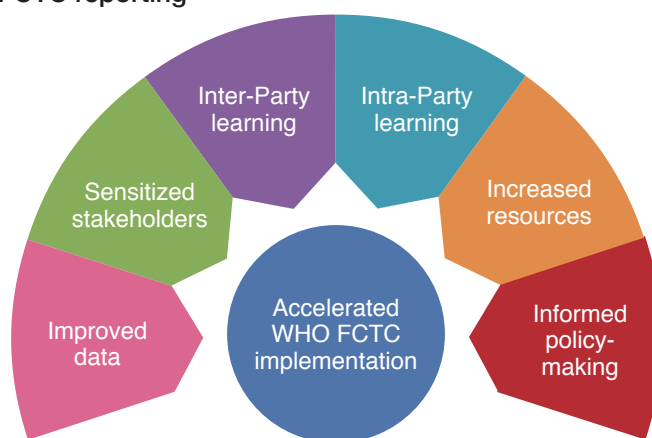 reporting
Inter-Party
learning
Intra-Party
learning
Sensitized
stakeholders
Increased
resources
Improved
data
Accelerated
WHO FCTC
implementation
Informed
policy-
making